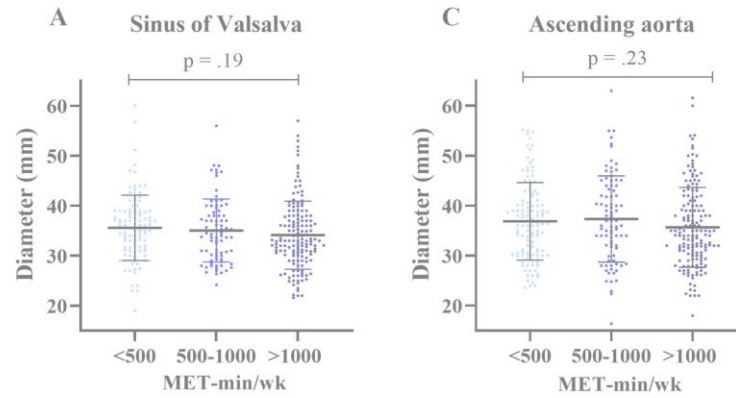 A
Sinus of Valsalva
p = .19
Diameter (mm)
60
50
40
30
20
<500
500-1000
>1000
MET-min/wk
C
Ascending aorta
p = .23
Diameter (mm)
60
50
40
30
20
<500
500-1000
>1000
MET-min/wk